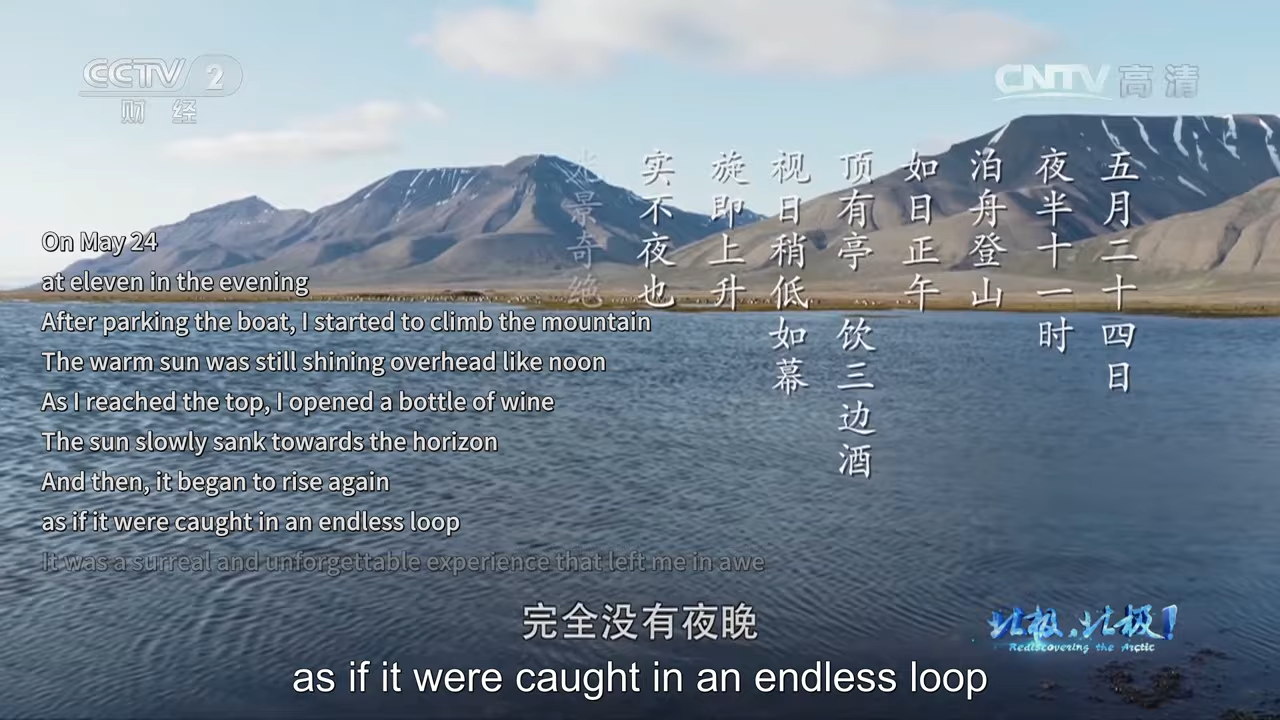 CCTV 2
财 经
CNTV 高清
五月二十四日
夜半十一时
泊舟登山
如日正午
顶有亭 饮三边酒
视日稍低如幕
旋即上升
实不夜也
光景奇绝
On May 24
at eleven in the evening
After parking the boat, I started to climb the mountain
The warm sun was still shining overhead like noon
As I reached the top, I opened a bottle of wine
The sun slowly sank towards the horizon
And then, it began to rise again
as if it were caught in an endless loop
It was a surreal and unforgettable experience that left me in awe
完全没有夜晚
as if it were caught in an endless loop
北极，北极！
Rediscovering the Arctic